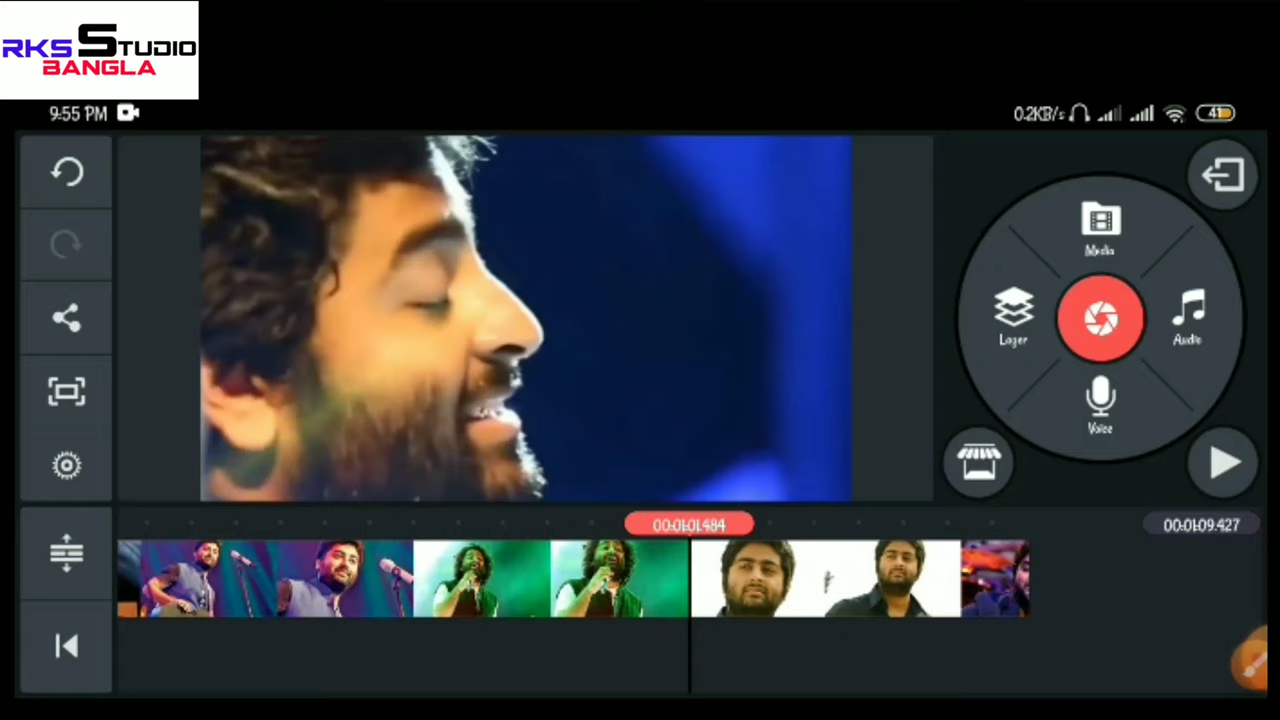 RKS STUDIO
BANGLA
9:55 PM
0.2KB/s
41
Media
Layer
Audio
Voice
00:01:01.484
00:01:09.427